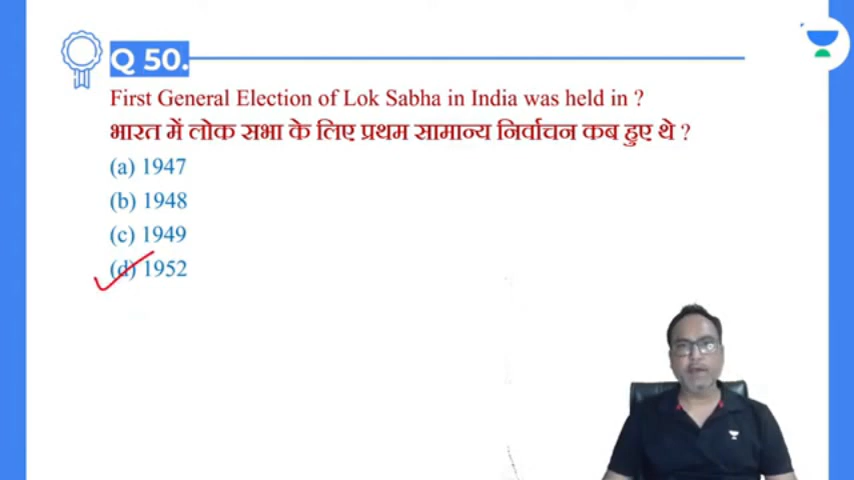 Q 50.
First General Election of Lok Sabha in India was held in ?
भारत में लोक सभा के लिए प्रथम सामान्य निर्वाचन कब हुए थे ?
(a) 1947
(b) 1948
(c) 1949
(d) 1952